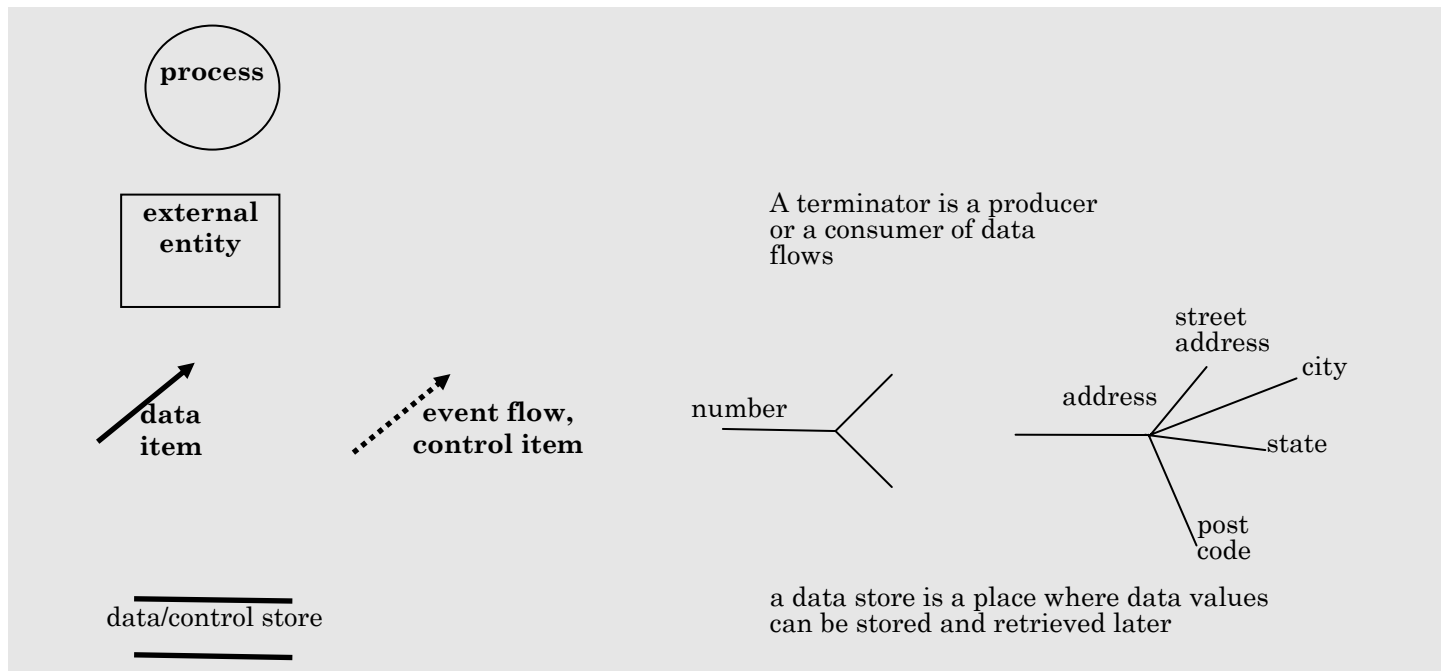 process
external
entity
A terminator is a producer
or a consumer of data
flows
data
item
event flow,
control item
number
address
street
address
city
state
post
code
data/control store
a data store is a place where data values
can be stored and retrieved later